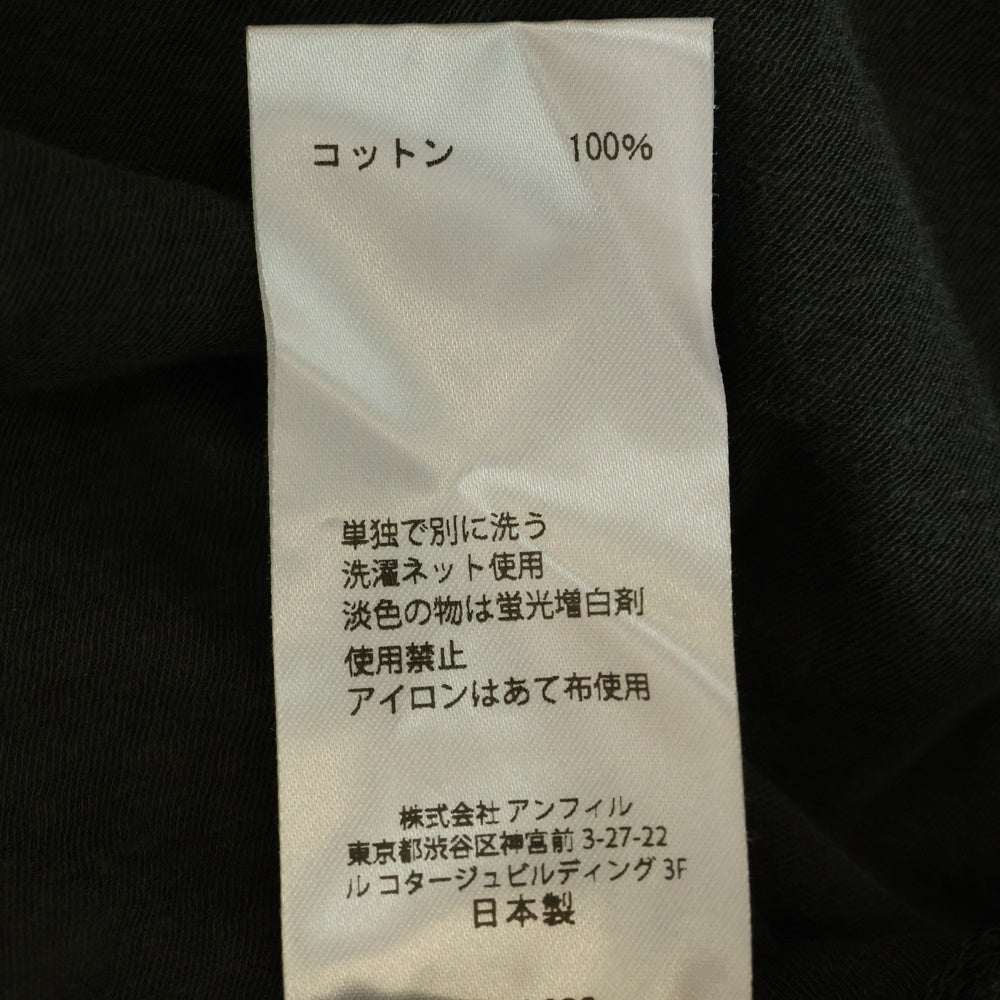 コットン 100%
単独で別に洗う
洗濯ネット使用
淡色の物は蛍光増白剤
使用禁止
アイロンはあて布使用
株式会社 アンフィル
東京都渋谷区神宮前 3-27-22
ル コタージュビルディング 3F
日本製